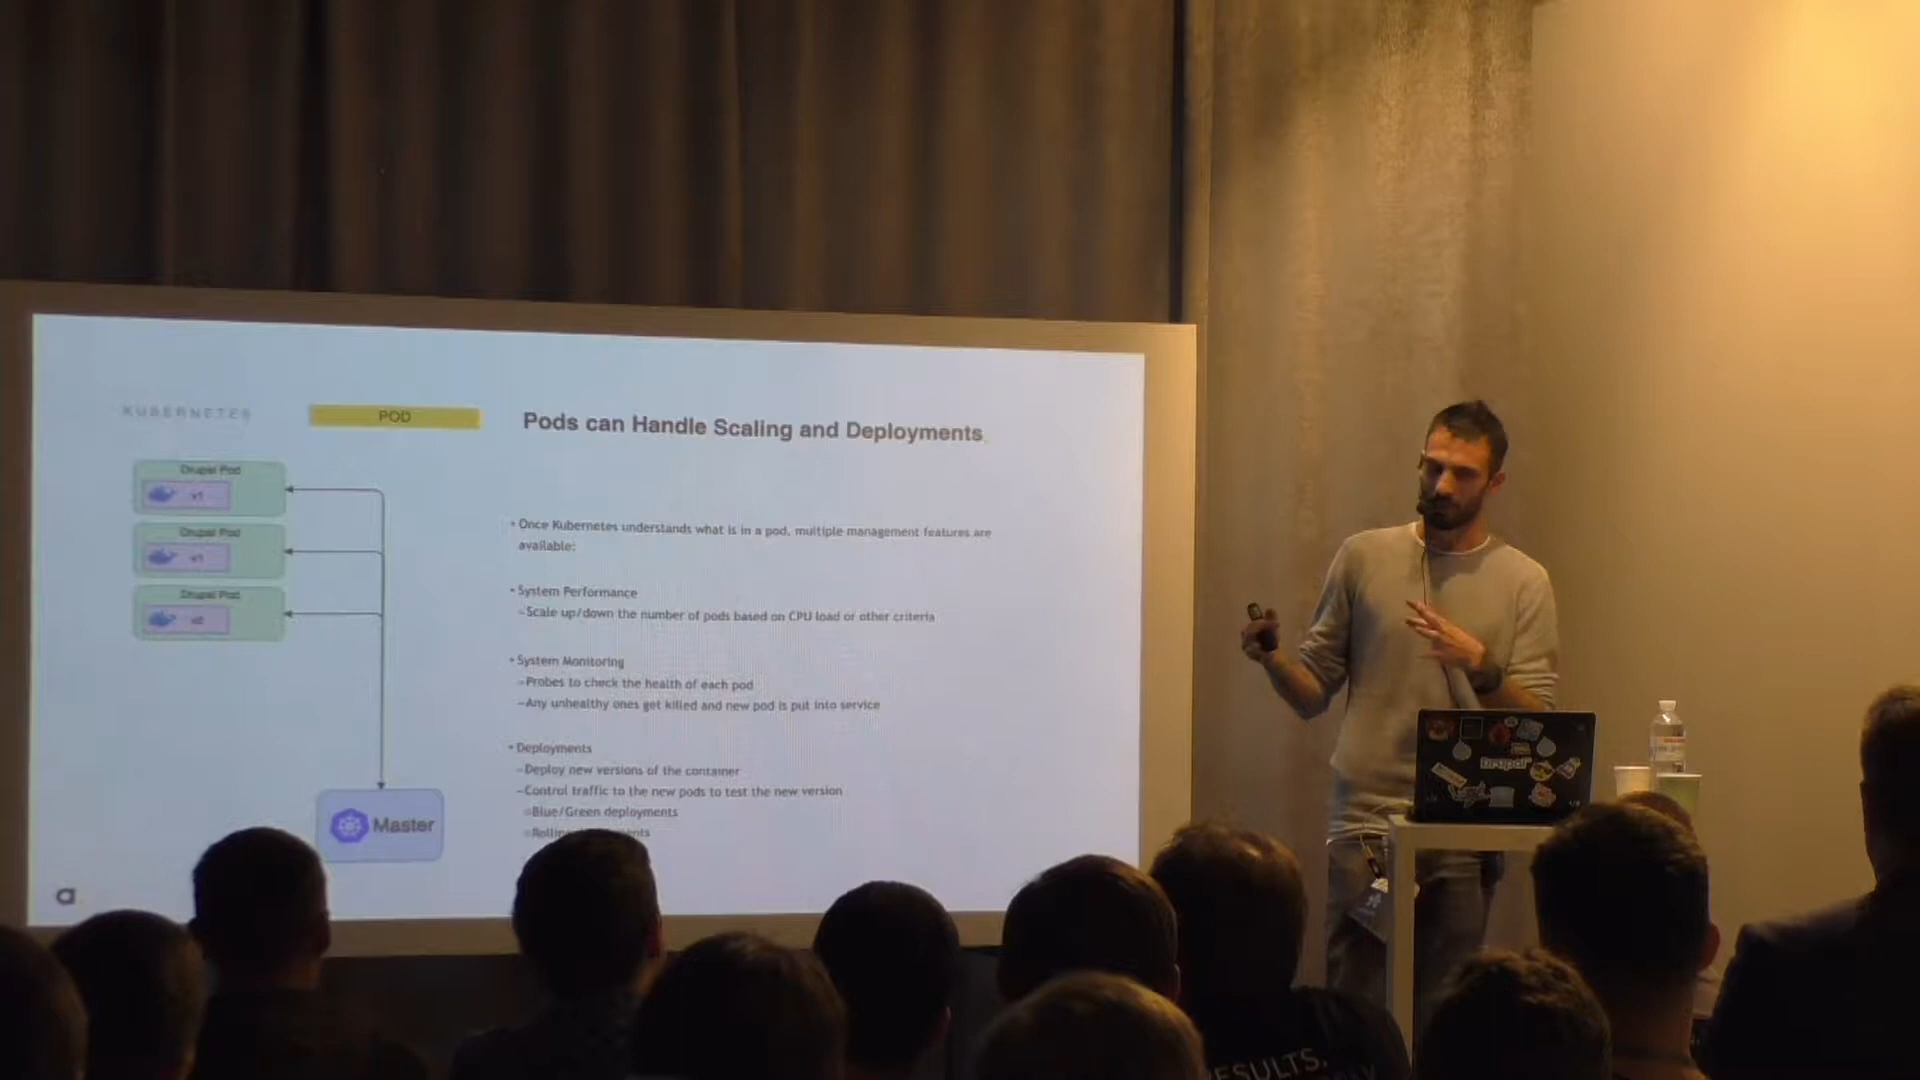 KUBERNETES
POD
Pods can Handle Scaling and Deployments
Drupal Pod
v1
Drupal Pod
v1
Drupal Pod
v2
Master
• Once Kubernetes understands what is in a pod, multiple management features are
available:
• System Performance
–Scale up/down the number of pods based on CPU load or other criteria
• System Monitoring
–Probes to check the health of each pod
–Any unhealthy ones get killed and new pod is put into service
• Deployments
–Deploy new versions of the container
–Control traffic to the new pods to test the new version
Blue/Green deployments
a
Drupal
RESULTS,